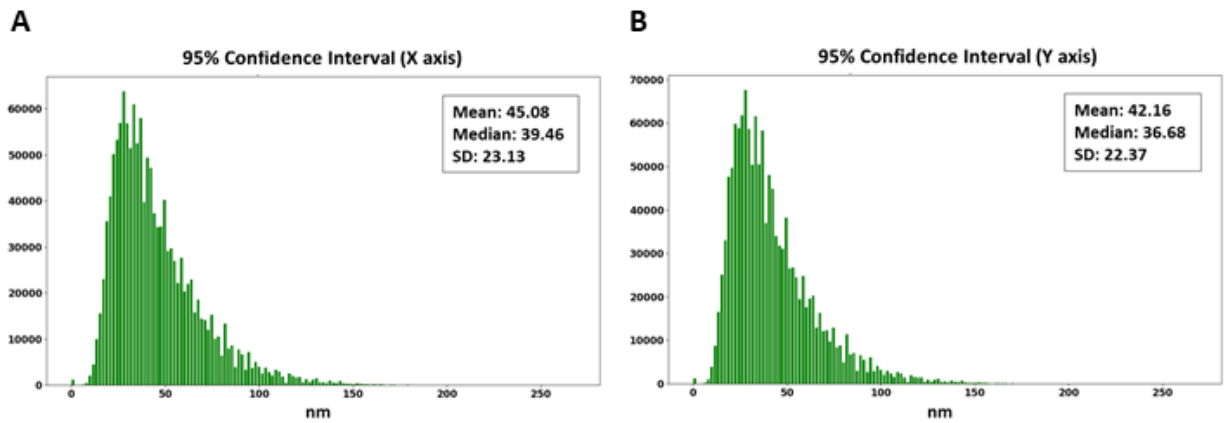 A
95% Confidence Interval (X axis)
Mean: 45.08
Median: 39.46
SD: 23.13
60000
50000
40000
30000
20000
10000
0
0 50 100 150 200 250
nm
B
95% Confidence Interval (Y axis)
Mean: 42.16
Median: 36.68
SD: 22.37
70000
60000
50000
40000
30000
20000
10000
0
0 50 100 150 200 250
nm